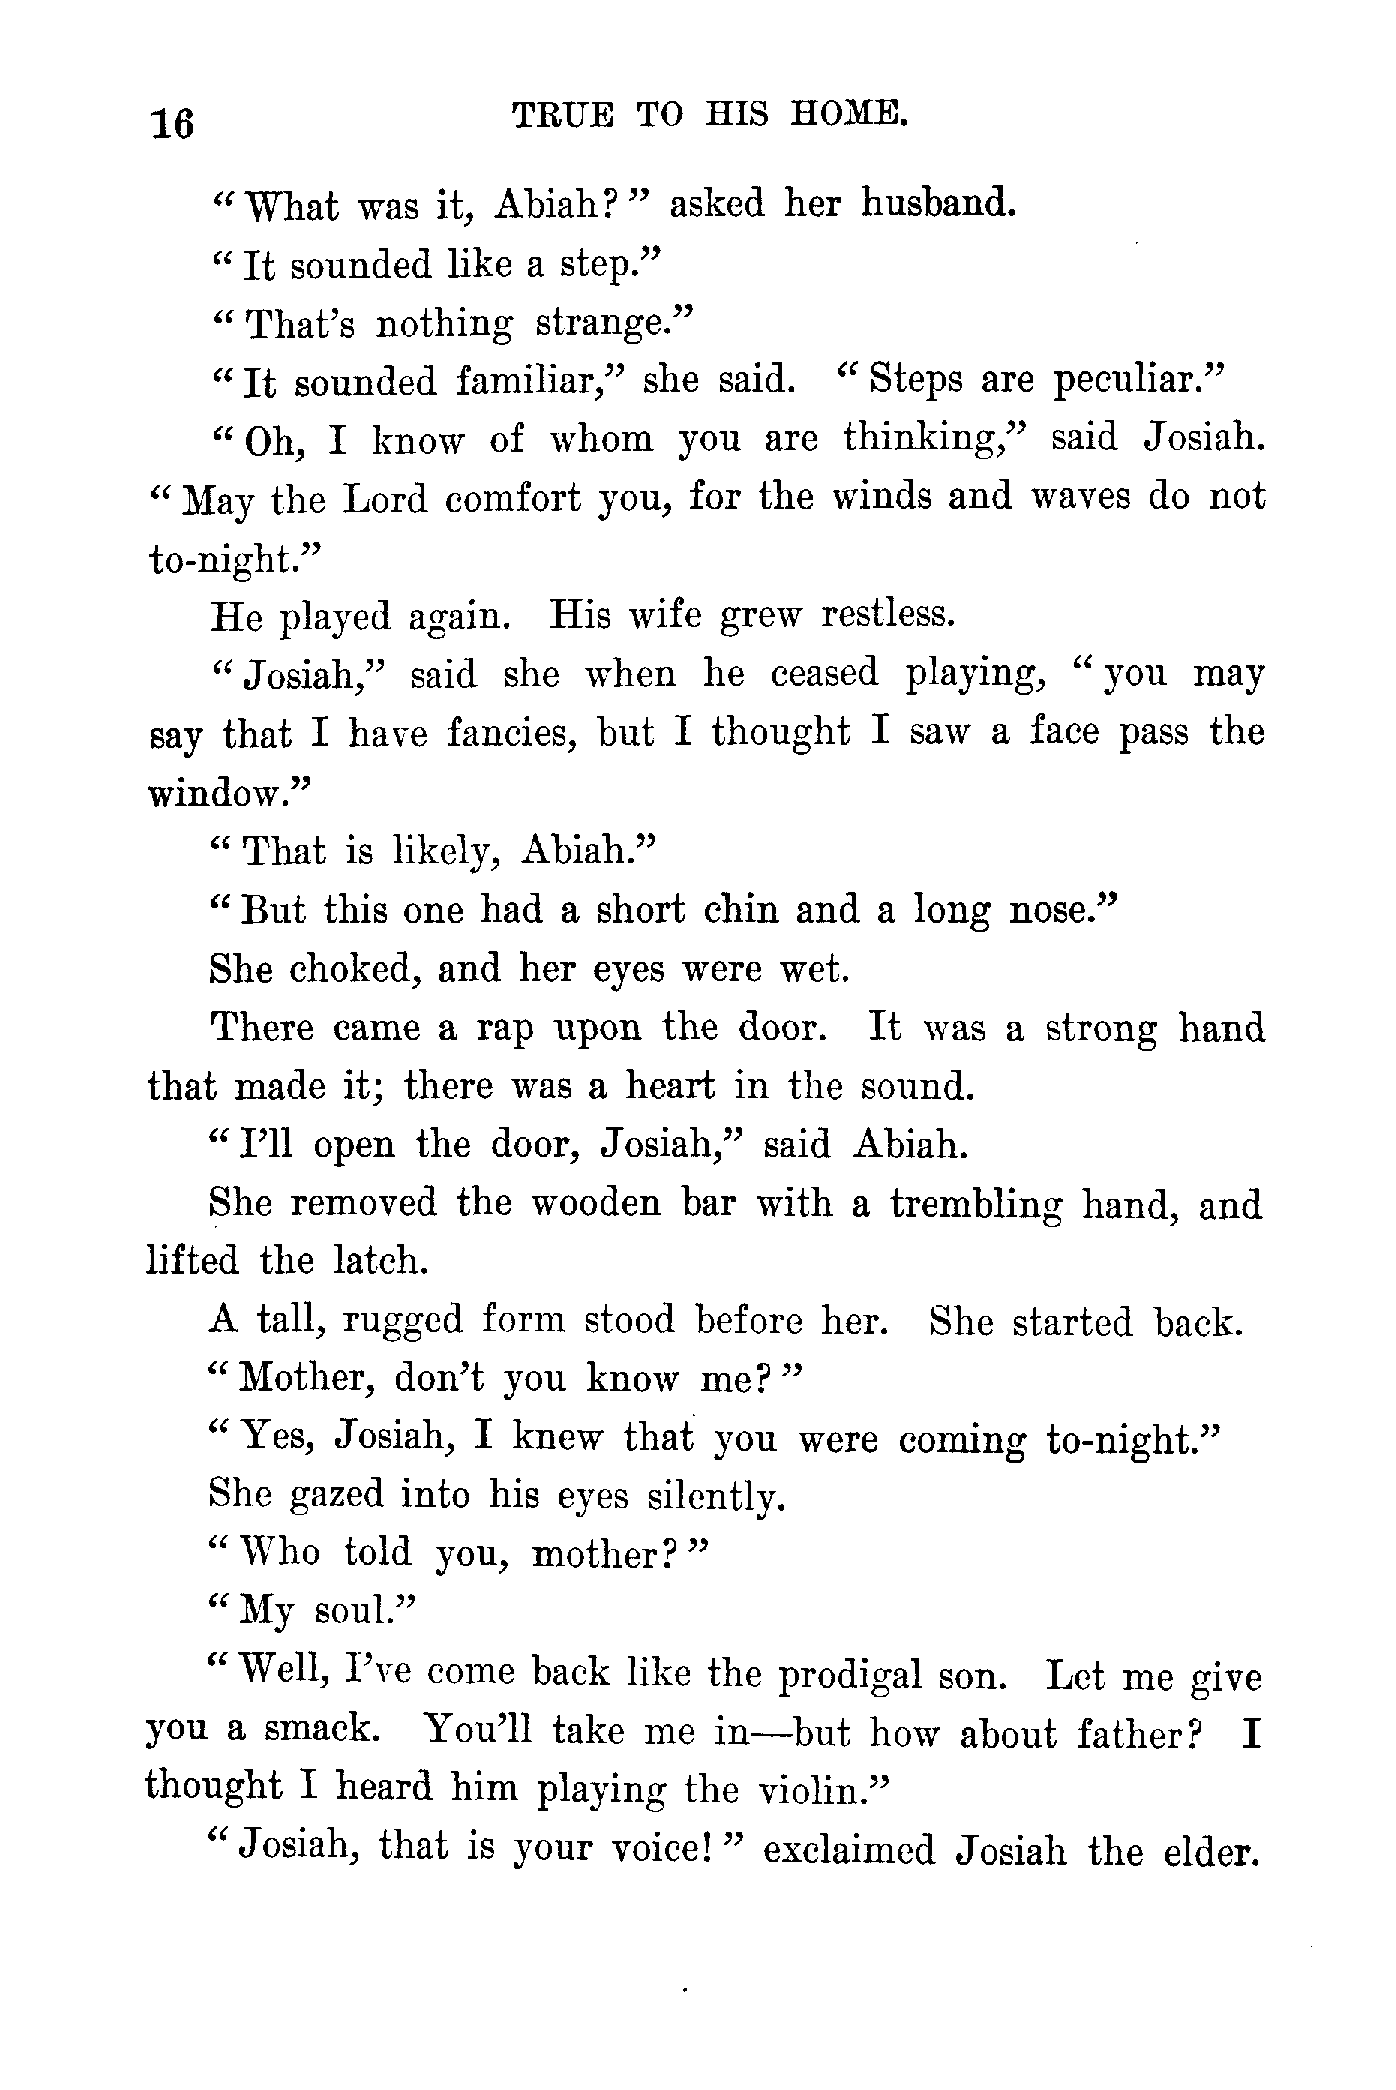 16 TRUE TO HIS HOME.
“ What was it, Abiah? ” asked her husband.
“ It sounded like a step.”
“ That’s nothing strange.”
“ It sounded familiar,” she said. “ Steps are peculiar.”
“ Oh, I know of whom you are thinking,” said Josiah.
“ May the Lord comfort you, for the winds and waves do not
to-night.”
He played again. His wife grew restless.
“ Josiah,” said she when he ceased playing, “ you may
say that I have fancies, but I thought I saw a face pass the
window.”
“ That is likely, Abiah.”
“ But this one had a short chin and a long nose.”
She choked, and her eyes were wet.
There came a rap upon the door. It was a strong hand
that made it; there was a heart in the sound.
“ I’ll open the door, Josiah,” said Abiah.
She removed the wooden bar with a trembling hand, and
lifted the latch.
A tall, rugged form stood before her. She started back.
“ Mother, don’t you know me? ”
“ Yes, Josiah, I knew that you were coming to-night.”
She gazed into his eyes silently.
“ Who told you, mother? ”
“ My soul.”
“ Well, I’ve come back like the prodigal son. Let me give
you a smack. You’ll take me in—but how about father? I
thought I heard him playing the violin.”
“ Josiah, that is your voice! ” exclaimed Josiah the elder.